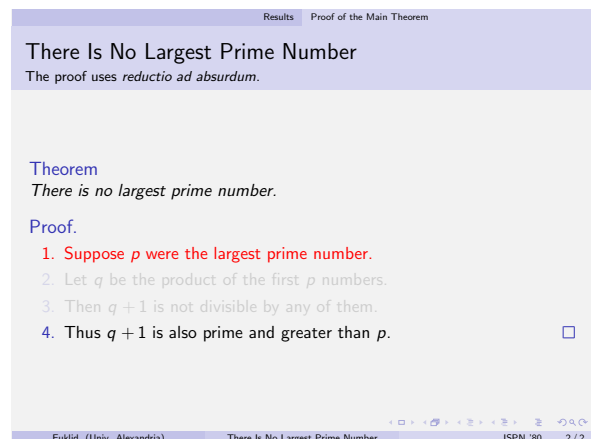 Results Proof of the Main Theorem
There Is No Largest Prime Number
The proof uses reductio ad absurdum.
Theorem
There is no largest prime number.
Proof.
1. Suppose p were the largest prime number.
2. Let q be the product of the first p numbers.
3. Then q + 1 is not divisible by any of them.
4. Thus q + 1 is also prime and greater than p.
Euklid (Univ. Alexandria) There Is No Largest Prime Number ISPN '80 2 / 2